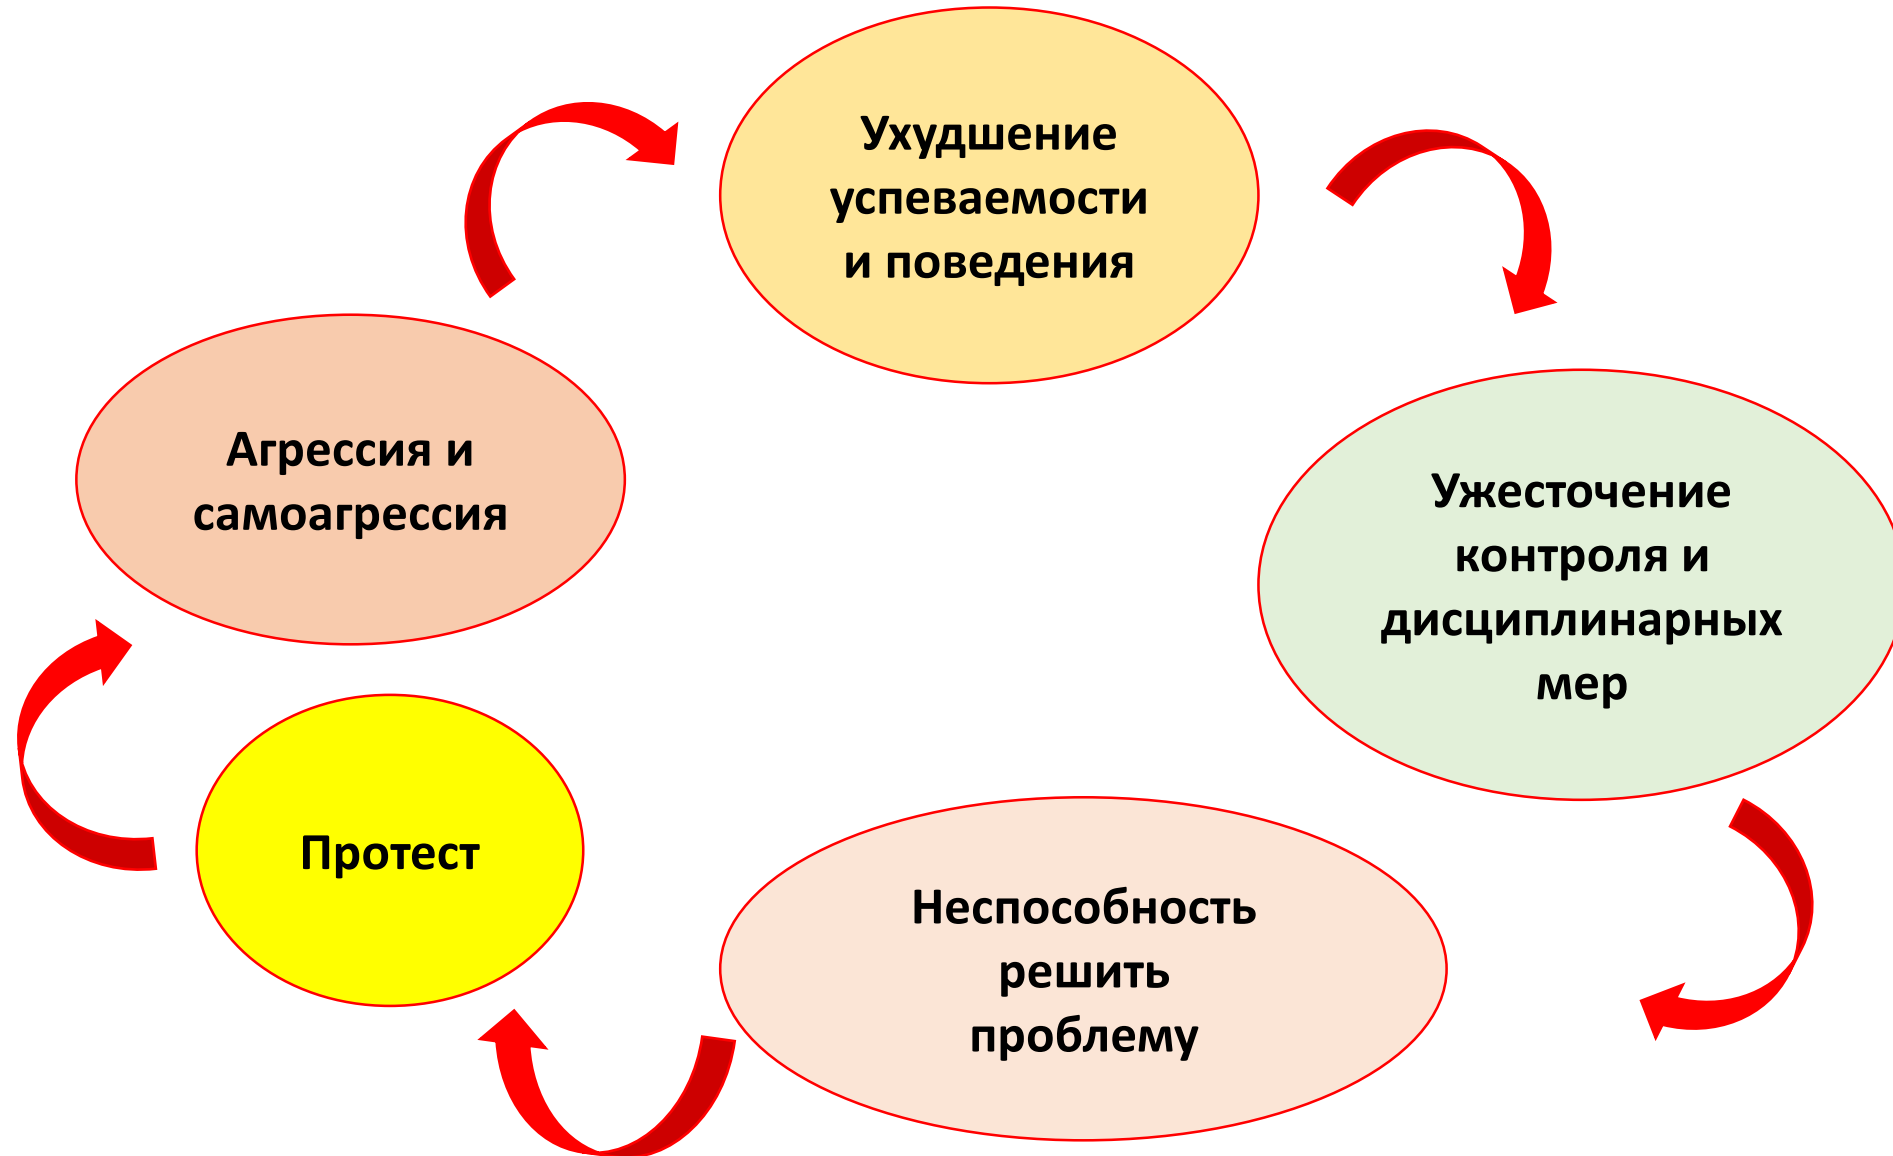 Ухудшение
успеваемости
и поведения
Ужесточение
контроля и
дисциплинарных
мер
Неспособность
решить
проблему
Протест
Агрессия и
самоагрессия